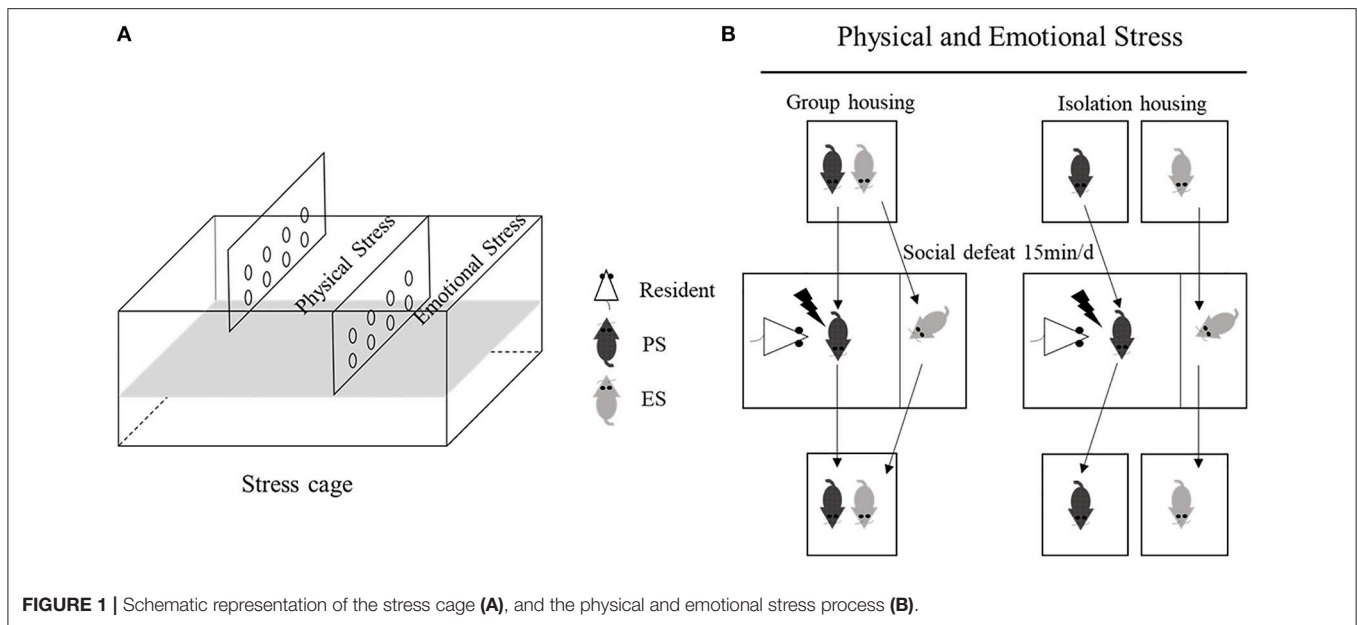 A
Physical Stress
Emotional Stress
Stress cage
Resident
PS
ES
B
Physical and Emotional Stress
Group housing
Isolation housing
Social defeat 15min/d
FIGURE 1 | Schematic representation of the stress cage (A), and the physical and emotional stress process (B).